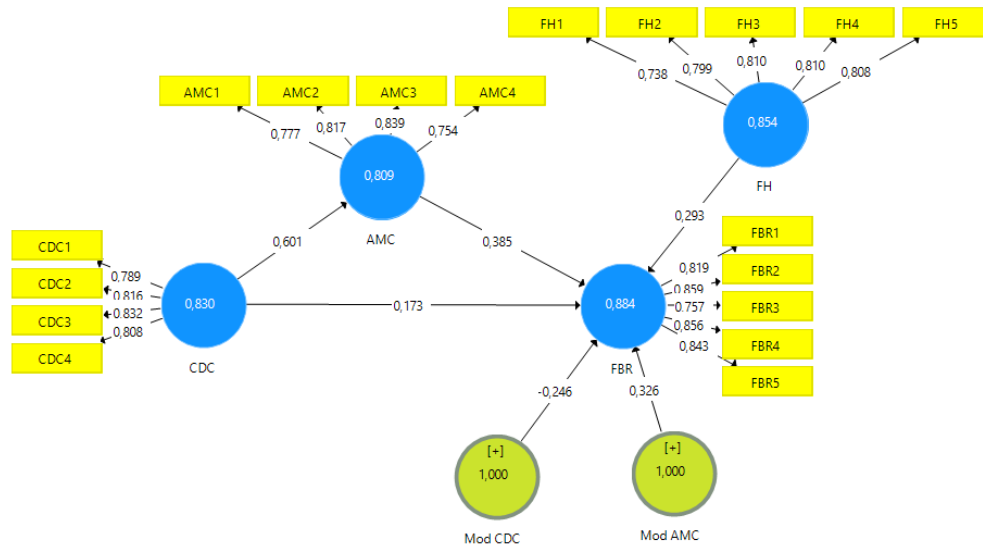 FH1 FH2 FH3 FH4 FH5
0,738 0,799 0,810 0,810 0,808
0,854
FH
AMC1 AMC2 AMC3 AMC4
0,777 0,817 0,839 0,754
0,809
AMC
0,601
0,385
0,293
CDC1
CDC2
CDC3
CDC4
0,789
0,816
0,832
0,808
0,830
CDC
0,173
0,884
FBR
0,819
0,859
0,757
0,856
0,843
FBR1
FBR2
FBR3
FBR4
FBR5
-0,246
0,326
[+]
1,000
Mod CDC
[+]
1,000
Mod AMC